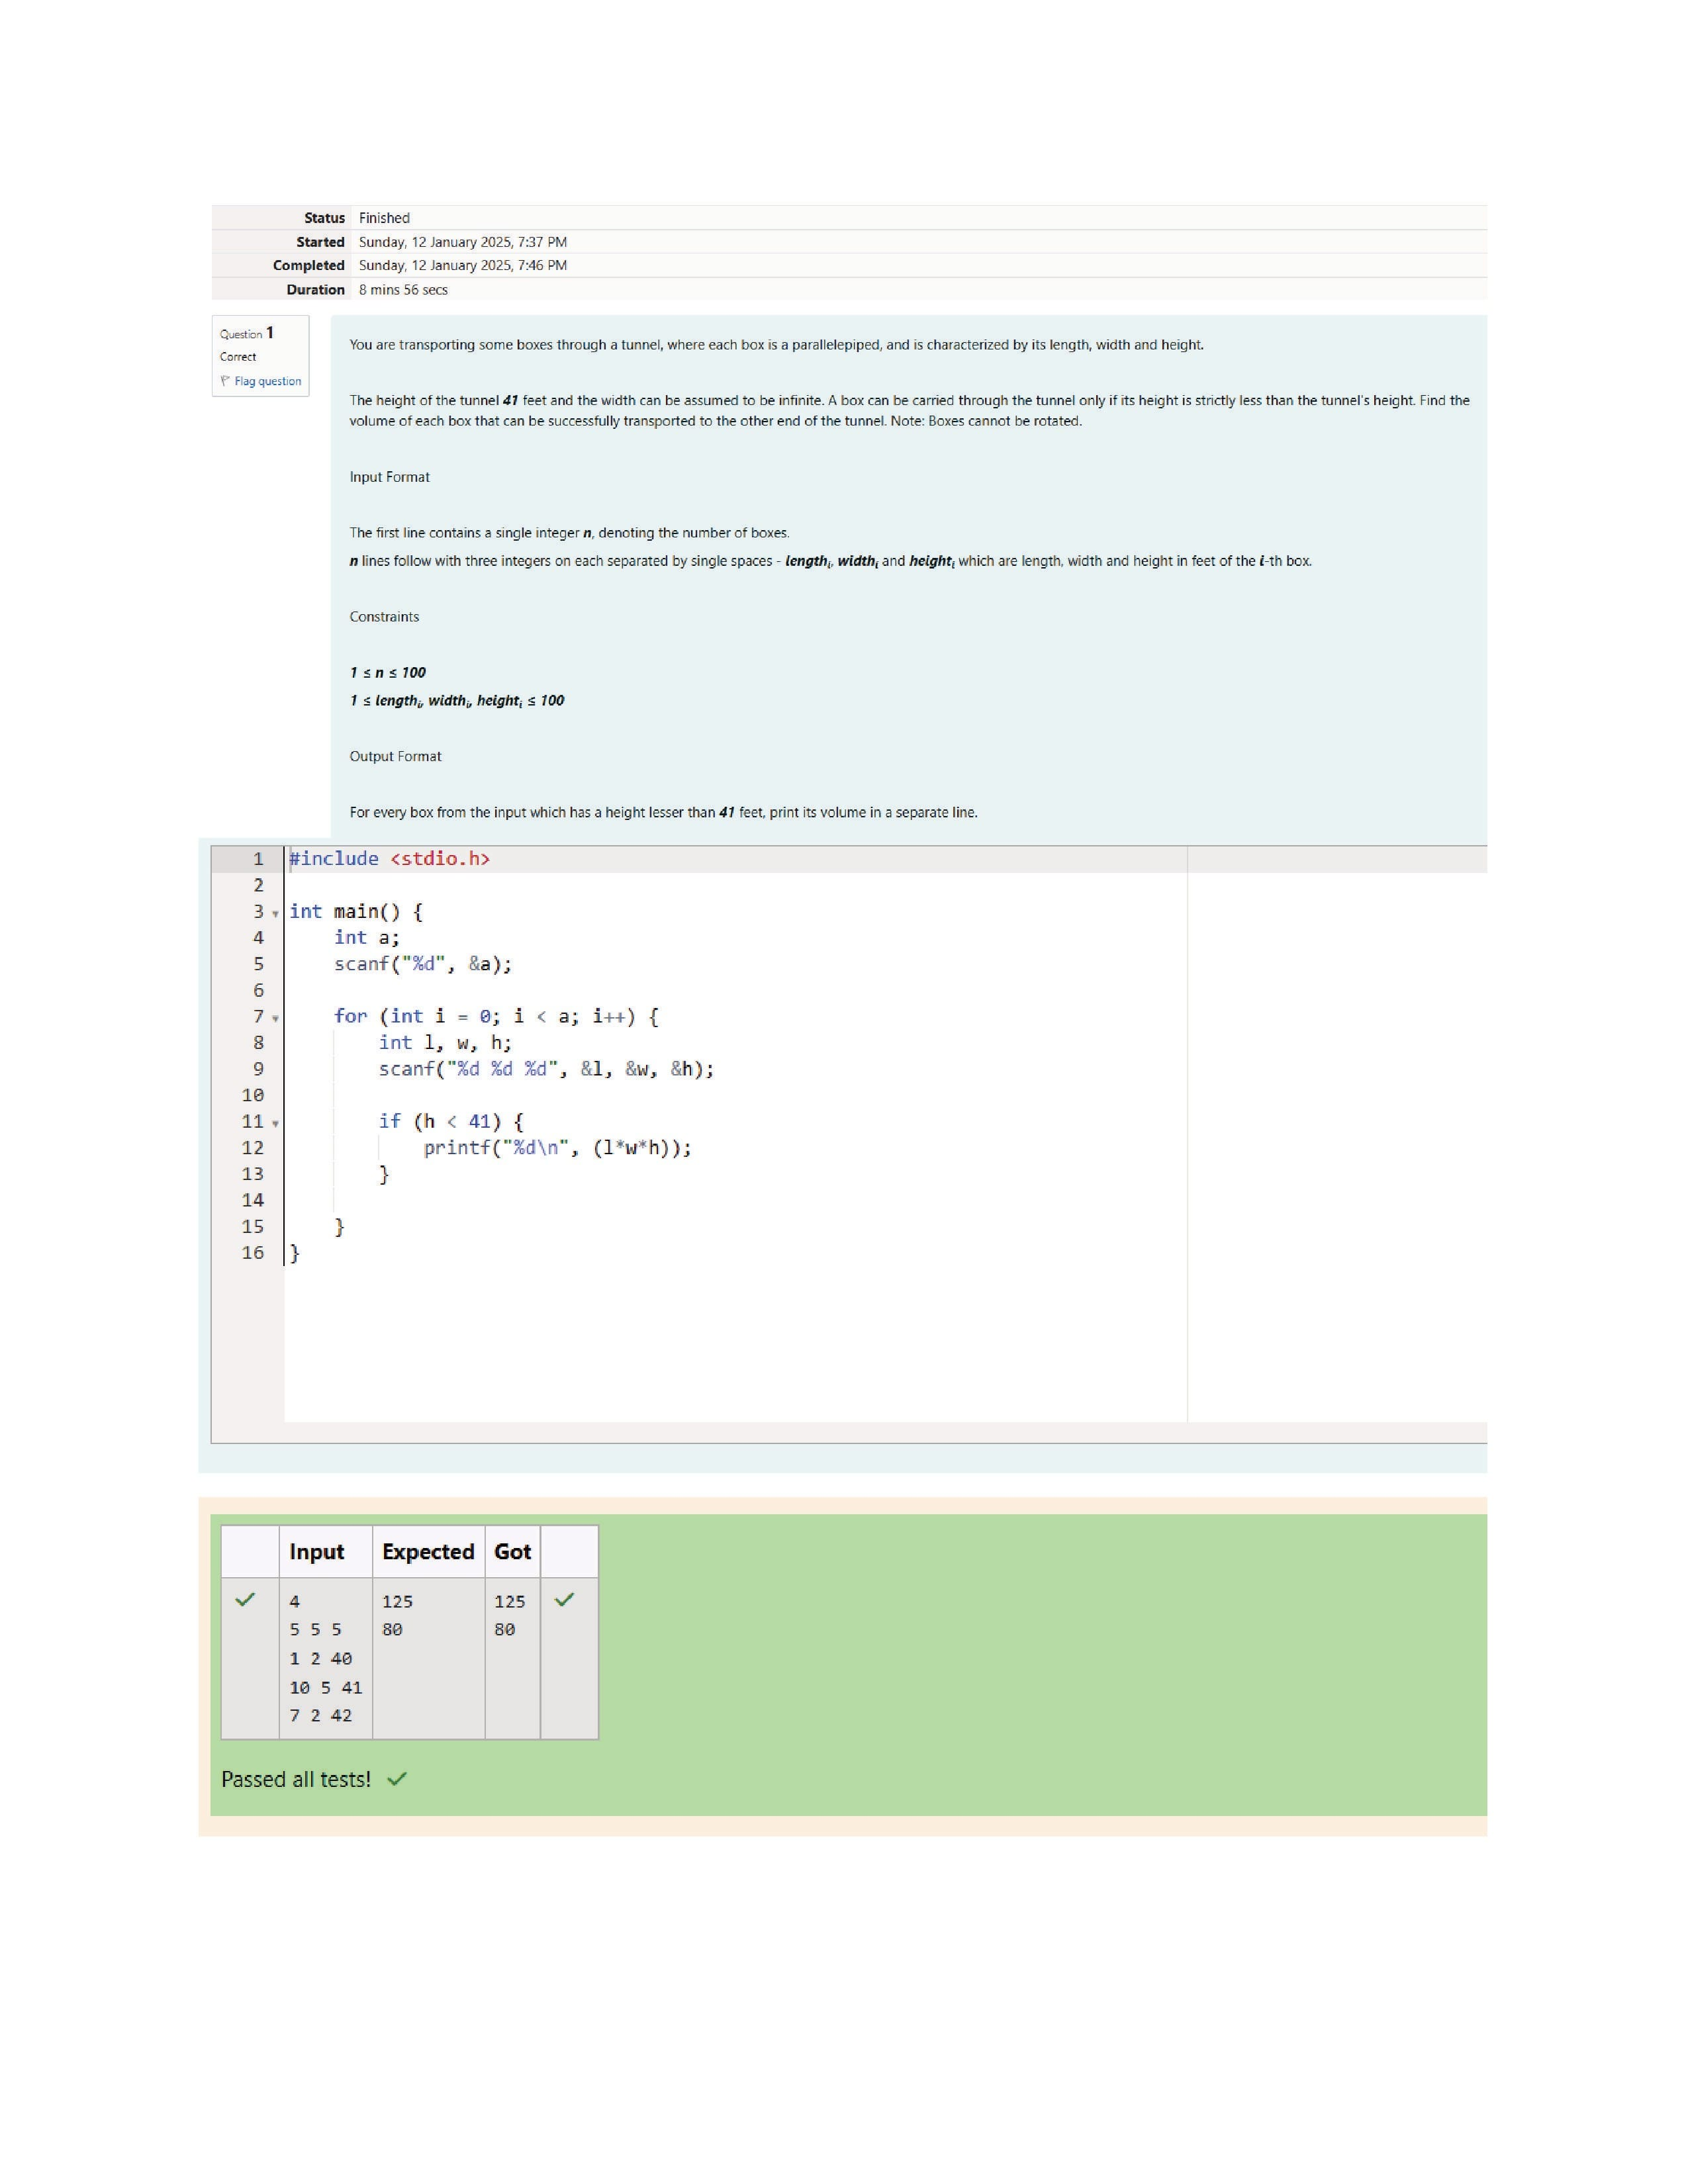 Status Finished
Started Sunday, 12 January 2025, 7:37 PM
Completed Sunday, 12 January 2025, 7:46 PM
Duration 8 mins 56 secs
Question 1
Correct
Flag question
You are transporting some boxes through a tunnel, where each box is a parallelepiped, and is characterized by its length, width and height.
The height of the tunnel 41 feet and the width can be assumed to be infinite. A box can be carried through the tunnel only if its height is strictly less than the tunnel's height. Find the
volume of each box that can be successfully transported to the other end of the tunnel. Note: Boxes cannot be rotated.
Input Format
The first line contains a single integer n, denoting the number of boxes.
n lines follow with three integers on each separated by single spaces - lengthᵢ, widthᵢ and heightᵢ which are length, width and height in feet of the i-th box.
Constraints
1 ≤ n ≤ 100
1 ≤ lengthᵢ, widthᵢ, heightᵢ ≤ 100
Output Format
For every box from the input which has a height lesser than 41 feet, print its volume in a separate line.
1 #include <stdio.h>
2
3 int main() {
4     int a;
5     scanf("%d", &a);
6
7     for (int i = 0; i < a; i++) {
8         int l, w, h;
9         scanf("%d %d %d", &l, &w, &h);
10
11         if (h < 41) {
12             printf("%d\n", (l*w*h));
13         }
14
15     }
16 }
Input Expected Got
4 125 125
5 5 5 80 80
1 2 40
10 5 41
7 2 42
Passed all tests!